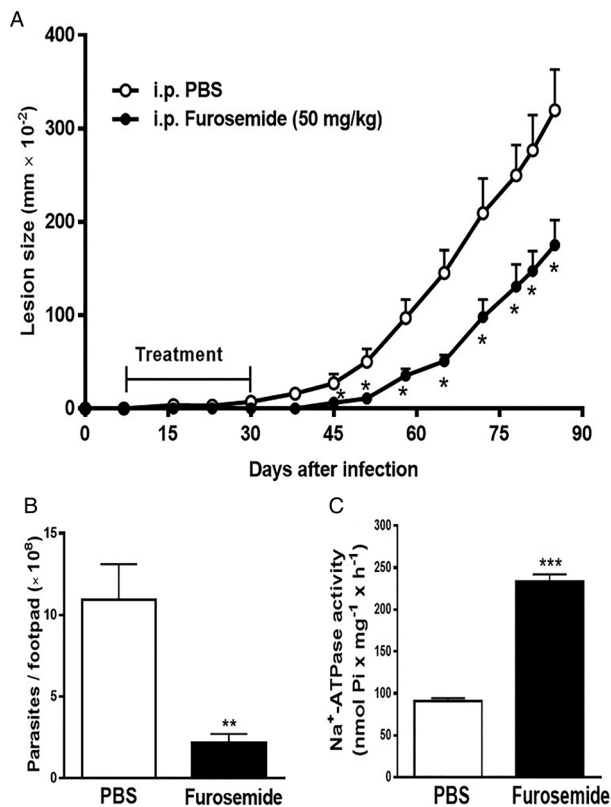 A
400
300
200
100
0
Lesion size (mm × 10⁻²)
i.p. PBS
i.p. Furosemide (50 mg/kg)
Treatment
*
*
*
*
*
*
*
*
0 15 30 45 60 75 90
Days after infection
B
15
10
5
0
Parasites / footpad (× 10⁸)
**
PBS Furosemide
C
300
250
200
150
100
50
0
Na⁺-ATPase activity
(nmol Pi x mg⁻¹ x h⁻¹)
***
PBS Furosemide